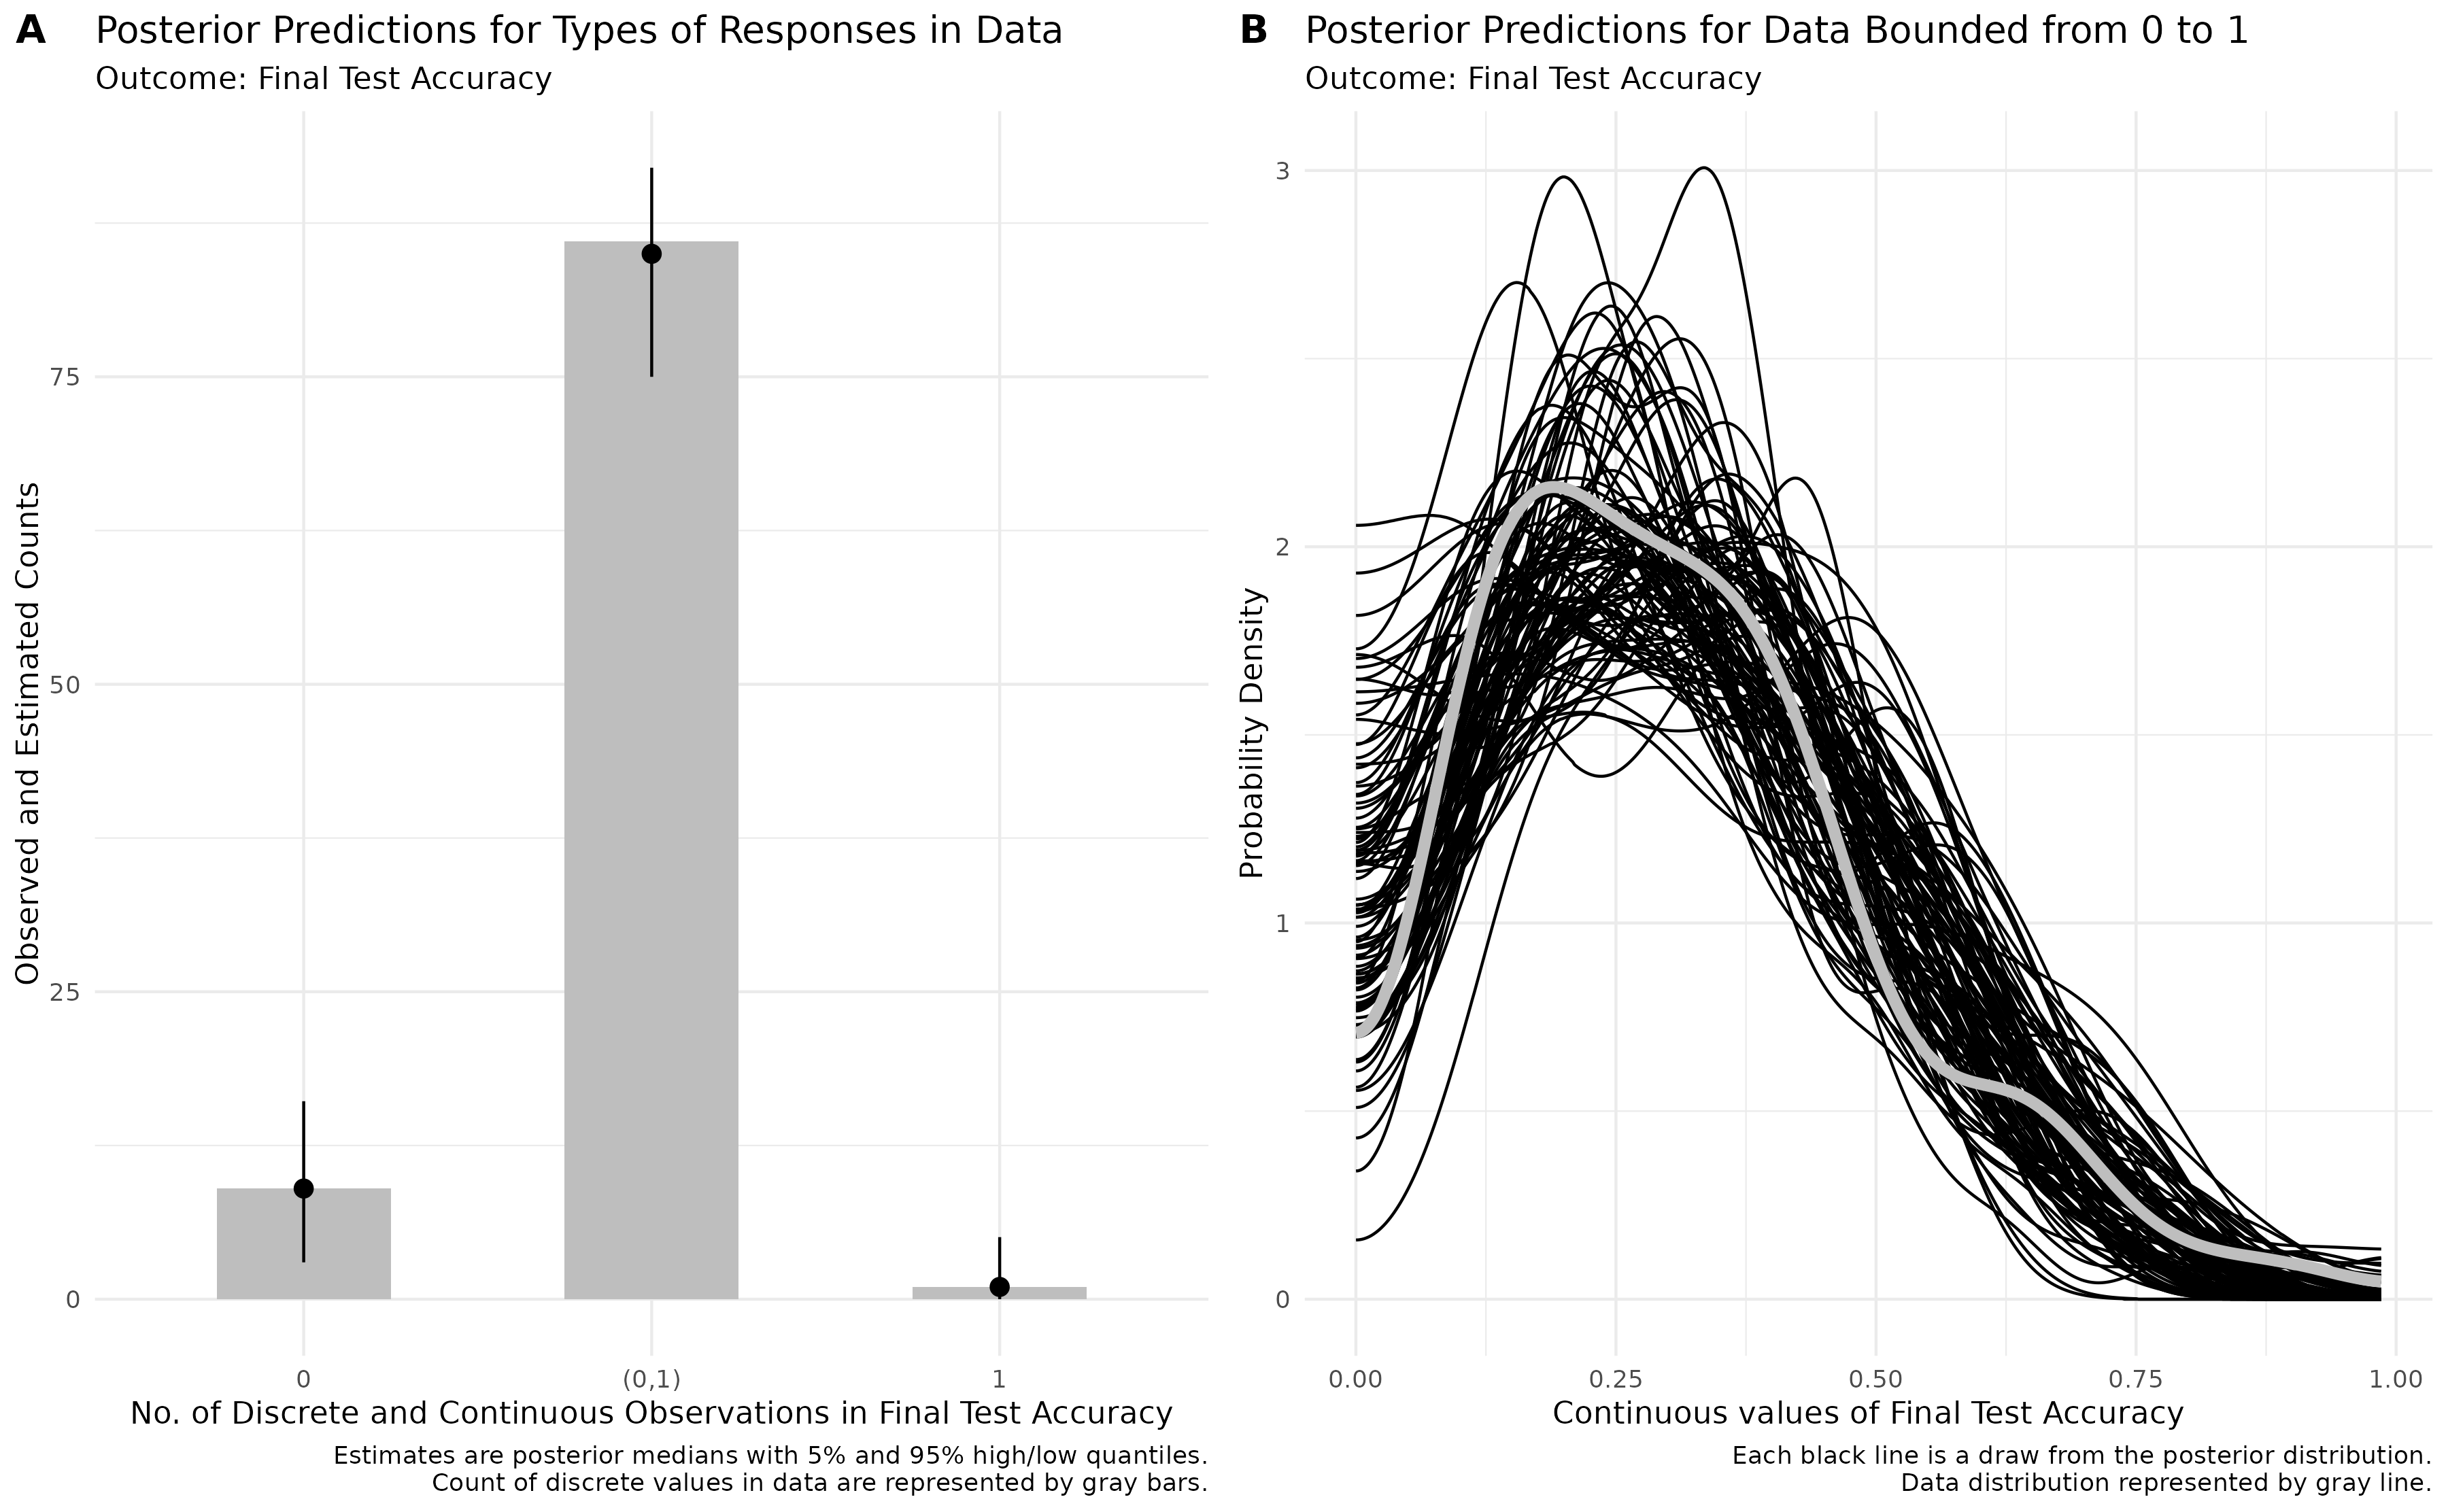 A
Posterior Predictions for Types of Responses in Data
Outcome: Final Test Accuracy
Observed and Estimated Counts
75
50
25
0
0
(0,1)
1
No. of Discrete and Continuous Observations in Final Test Accuracy
Estimates are posterior medians with 5% and 95% high/low quantiles.
Count of discrete values in data are represented by gray bars.
B
Posterior Predictions for Data Bounded from 0 to 1
Outcome: Final Test Accuracy
Probability Density
3
2
1
0
0.00
0.25
0.50
0.75
1.00
Continuous values of Final Test Accuracy
Each black line is a draw from the posterior distribution.
Data distribution represented by gray line.